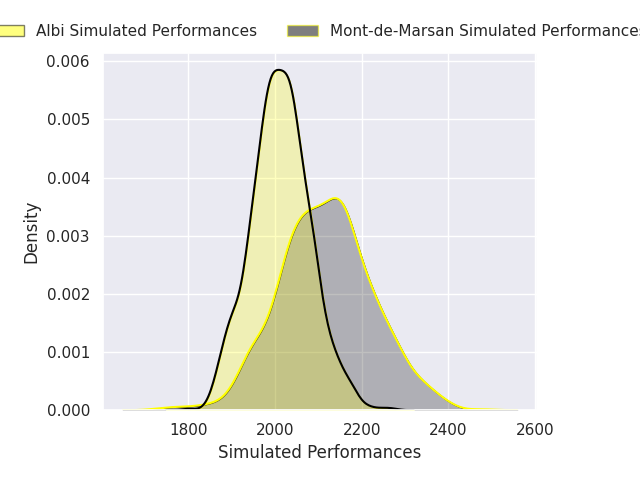 Albi Simulated Performances
Mont-de-Marsan Simulated Performances
0.006
0.005
0.004
0.003
0.002
0.001
0.000
Density
1800 2000 2200 2400 2600
Simulated Performances